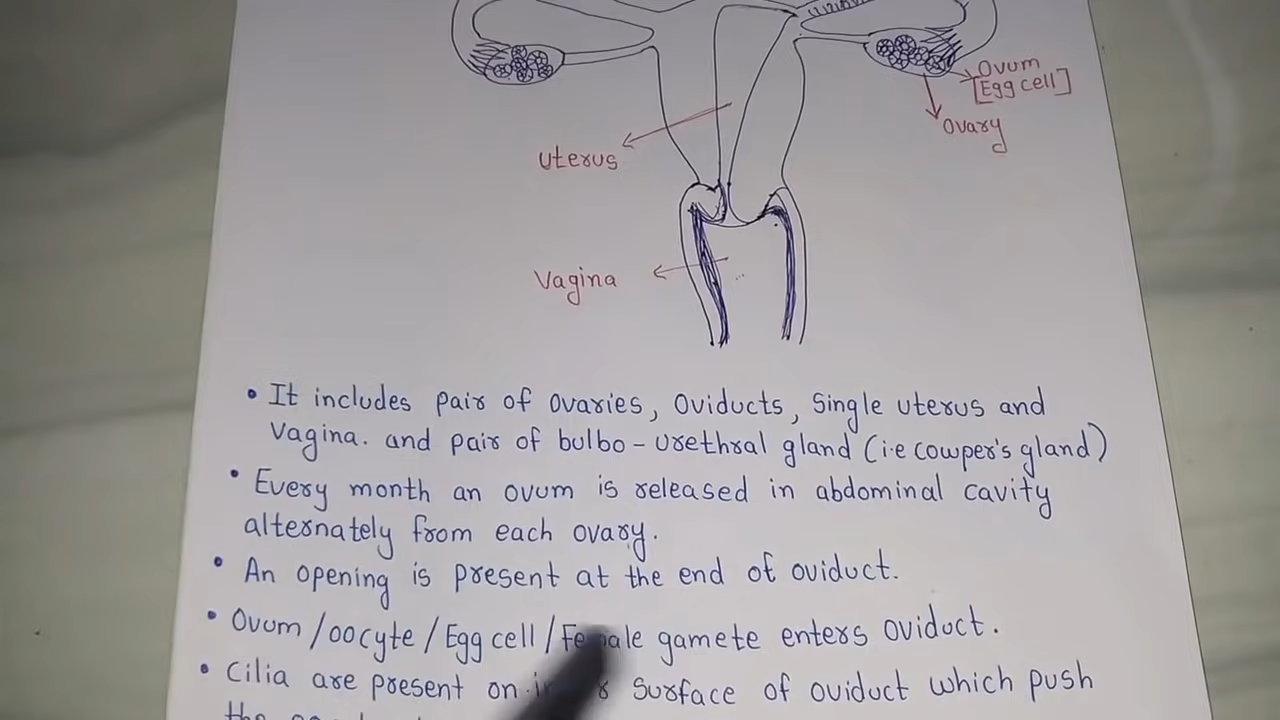 Ovum
[Egg cell]
Ovary
Uterus
Vagina
• It includes pair of Ovaries, Oviducts, Single uterus and
Vagina. and pair of bulbo-urethral gland (i.e cowper's gland)
• Every month an ovum is released in abdominal cavity
alternately from each ovary.
• An opening is present at the end of oviduct.
• Ovum/oocyte/Egg cell/Female gamete enters oviduct.
• Cilia are present on surface of oviduct which push
the